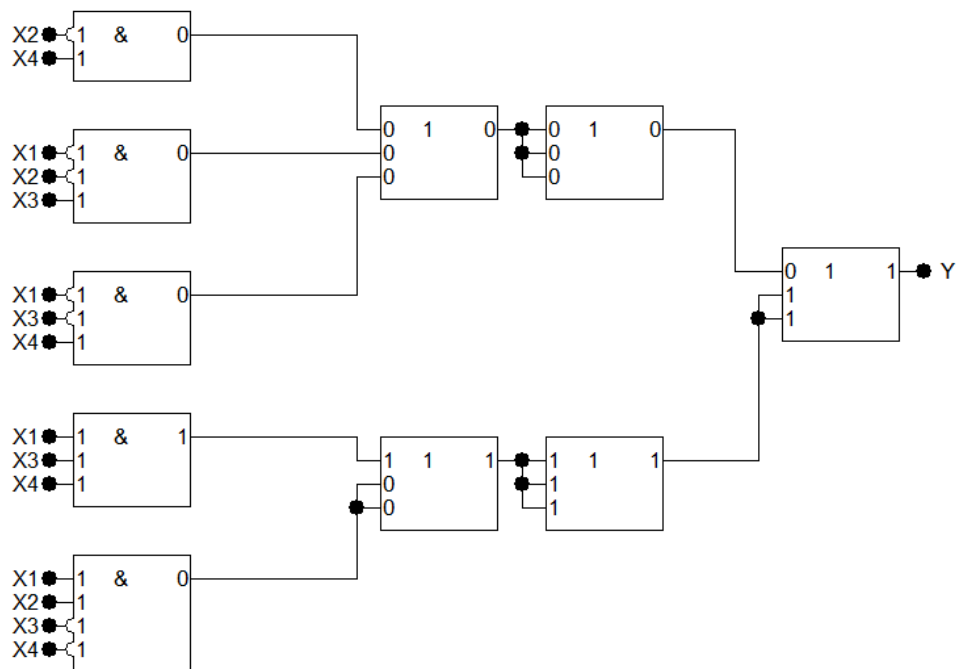 X2 1 & 0
X4 1
0 1 0 0 1 0
X1 1 & 0 0 0
X2 1 0 0
X3 1
0 1 1 Y
X1 1 & 0 1
X3 1 1
X4 1
X1 1 & 1
X3 1 1 1 1 1 1 1
X4 1 0 1
0 1
X1 1 & 0
X2 1
X3 1
X4 1